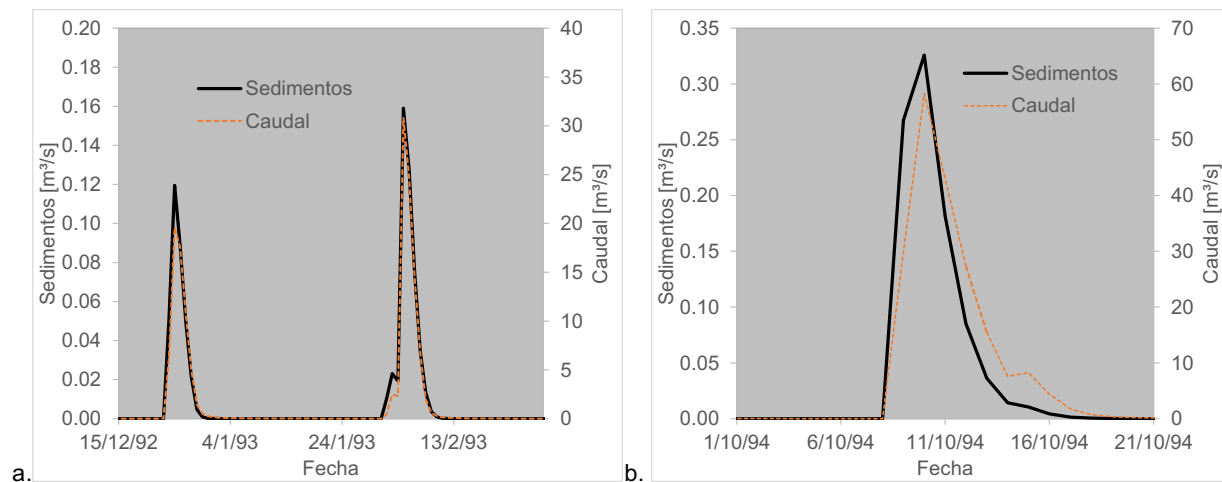 0.20
0.18
0.16
0.14
0.12
0.10
0.08
0.06
0.04
0.02
0.00
Sedimentos [m³/s]
Sedimentos
Caudal
40
35
30
25
20
15
10
5
0
Caudal [m³/s]
15/12/92 4/1/93 24/1/93 13/2/93
Fecha
a.
0.35
0.30
0.25
0.20
0.15
0.10
0.05
0.00
Sedimentos [m³/s]
Sedimentos
Caudal
70
60
50
40
30
20
10
0
Caudal [m³/s]
1/10/94 6/10/94 11/10/94 16/10/94 21/10/94
Fecha
b.